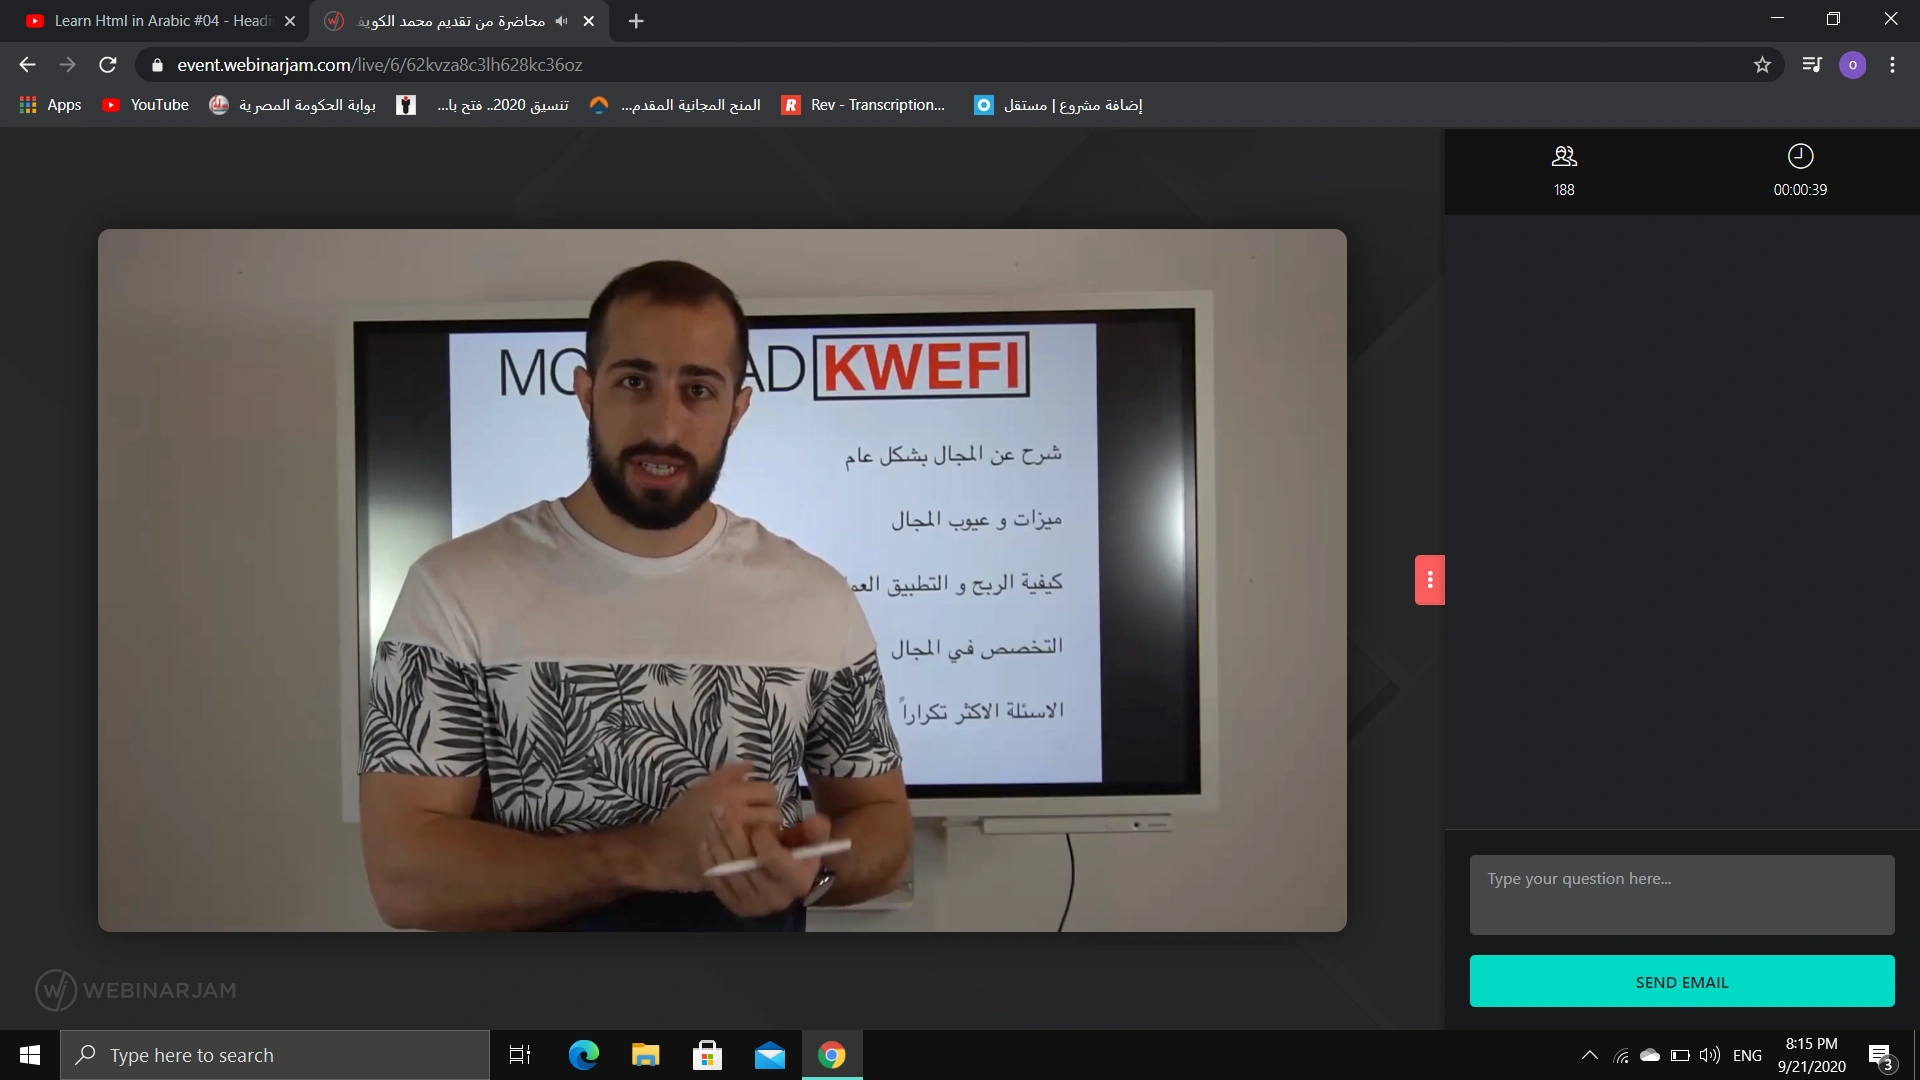 Learn Html in Arabic #04 - Headi
محاضرة من تقديم محمد الكويف
event.webinarjam.com/live/6/62kvza8c3lh628kc36oz
Apps
YouTube
بوابة الحكومة المصرية
تنسيق 2020.. فتح با...
المنح المجانية المقدم...
Rev - Transcription...
إضافة مشروع | مستقل
188
00:00:39
MO AD KWEFI
شرح عن المجال بشكل عام
ميزات و عيوب المجال
كيفية الربح و التطبيق العم
التخصص في المجال
الاسئلة الاكثر تكراراً
Type your question here...
SEND EMAIL
WEBINARJAM
Type here to search
ENG
8:15 PM
9/21/2020
3